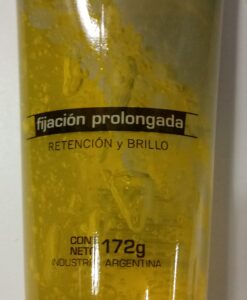 fijación prolongada
RETENCIÓN y BRILLO
CONT.
NETO 172g
INDUSTRIA ARGENTINA